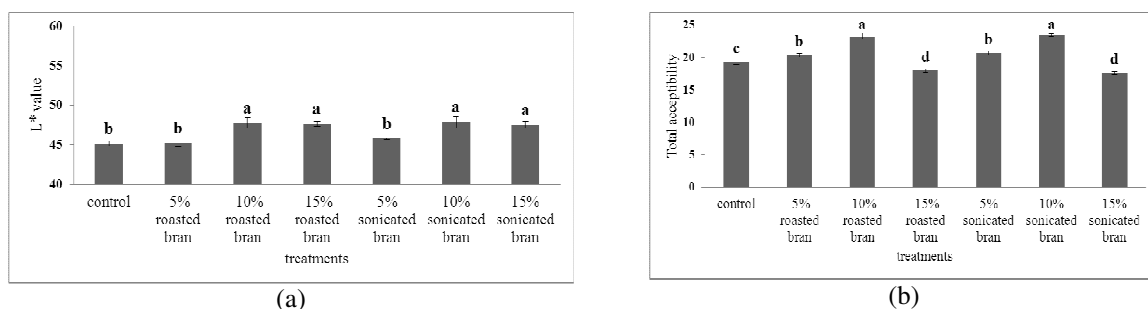 60
55
50
45
40
L* value
b
b
a
a
b
a
a
control
5%
roasted
bran
10%
roasted
bran
15%
roasted
bran
5%
sonicated
bran
10%
sonicated
bran
15%
sonicated
bran
treatments
(a)
25
20
15
10
5
0
Total acceptibility
c
b
a
d
b
a
d
control
5%
roasted
bran
10%
roasted
bran
15%
roasted
bran
5%
sonicated
bran
10%
sonicated
bran
15%
sonicated
bran
treatments
(b)